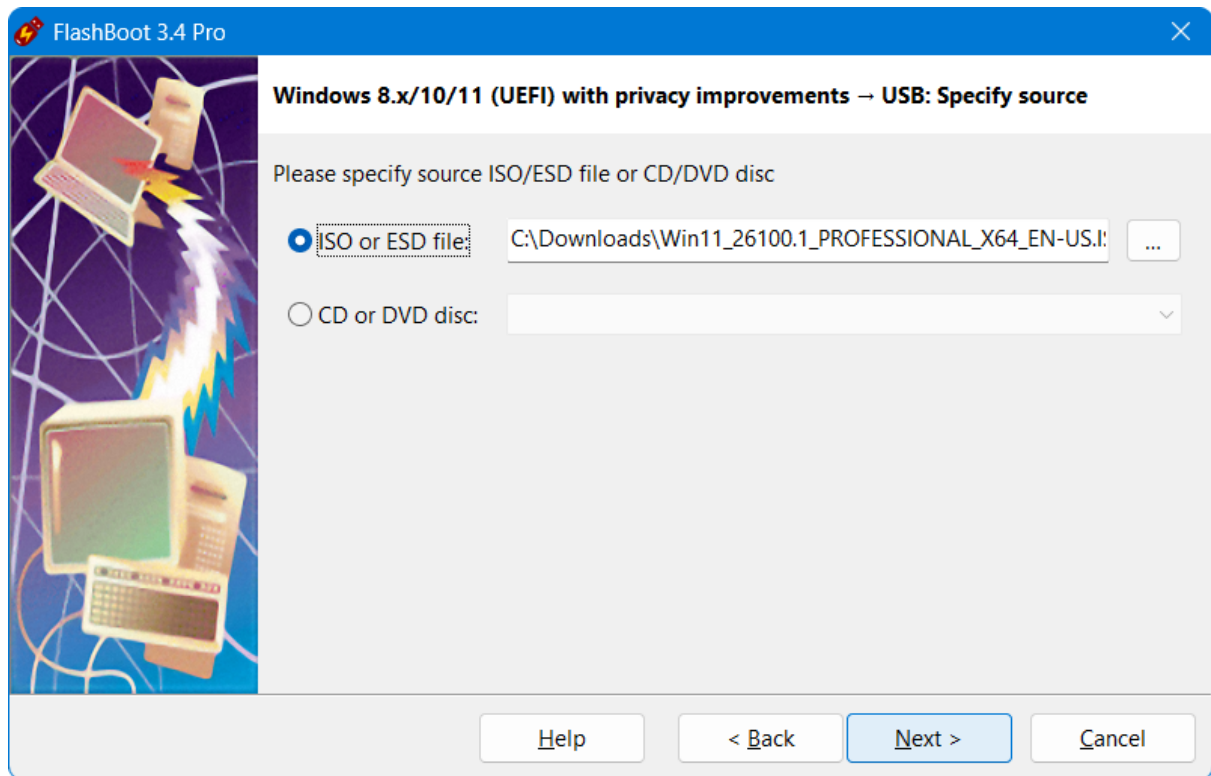 FlashBoot 3.4 Pro
Windows 8.x/10/11 (UEFI) with privacy improvements → USB: Specify source
Please specify source ISO/ESD file or CD/DVD disc
ISO or ESD file: C:\Downloads\Win11_26100.1_PROFESSIONAL_X64_EN-US.I ...
CD or DVD disc:
Help < Back Next > Cancel